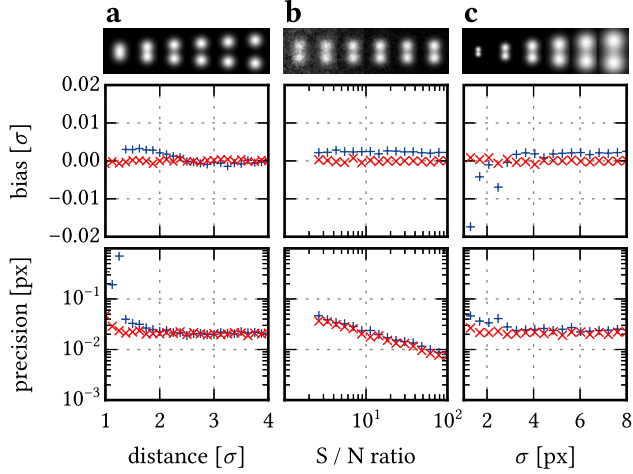 a b c
0.02
0.01
0.00
−0.01
−0.02
bias [σ]
10⁻¹
10⁻²
10⁻³
precision [px]
1 2 3 4
10¹ 10²
2 4 6 8
distance [σ]
S / N ratio
σ [px]